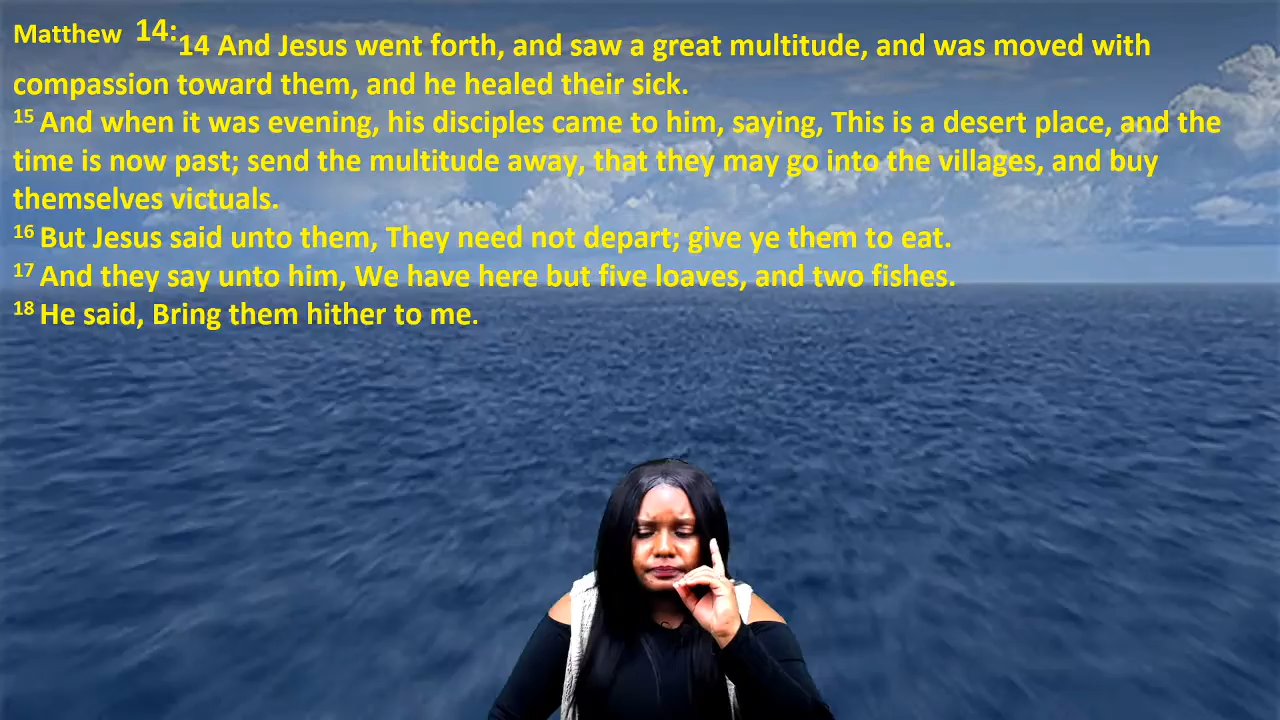 Matthew 14:14 And Jesus went forth, and saw a great multitude, and was moved with
compassion toward them, and he healed their sick.
15 And when it was evening, his disciples came to him, saying, This is a desert place, and the
time is now past; send the multitude away, that they may go into the villages, and buy
themselves victuals.
16 But Jesus said unto them, They need not depart; give ye them to eat.
17 And they say unto him, We have here but five loaves, and two fishes.
18 He said, Bring them hither to me.